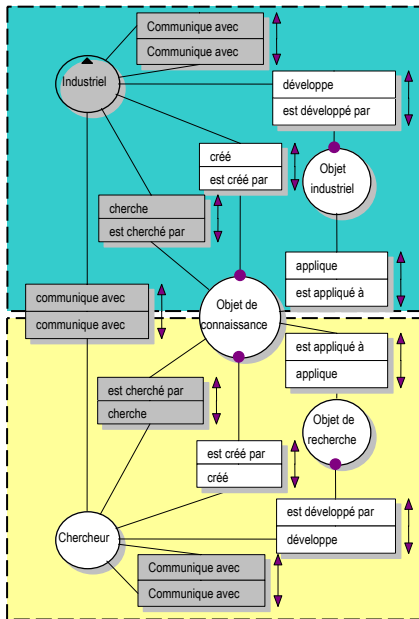 Communique avec
Communique avec
Industriel
développe
est développé par
créé
est créé par
Objet
industriel
cherche
est cherché par
applique
est appliqué à
communique avec
communique avec
Objet de
connaissance
est appliqué à
applique
est cherché par
cherche
Objet de
recherche
est créé par
créé
est développé par
développe
Chercheur
Communique avec
Communique avec